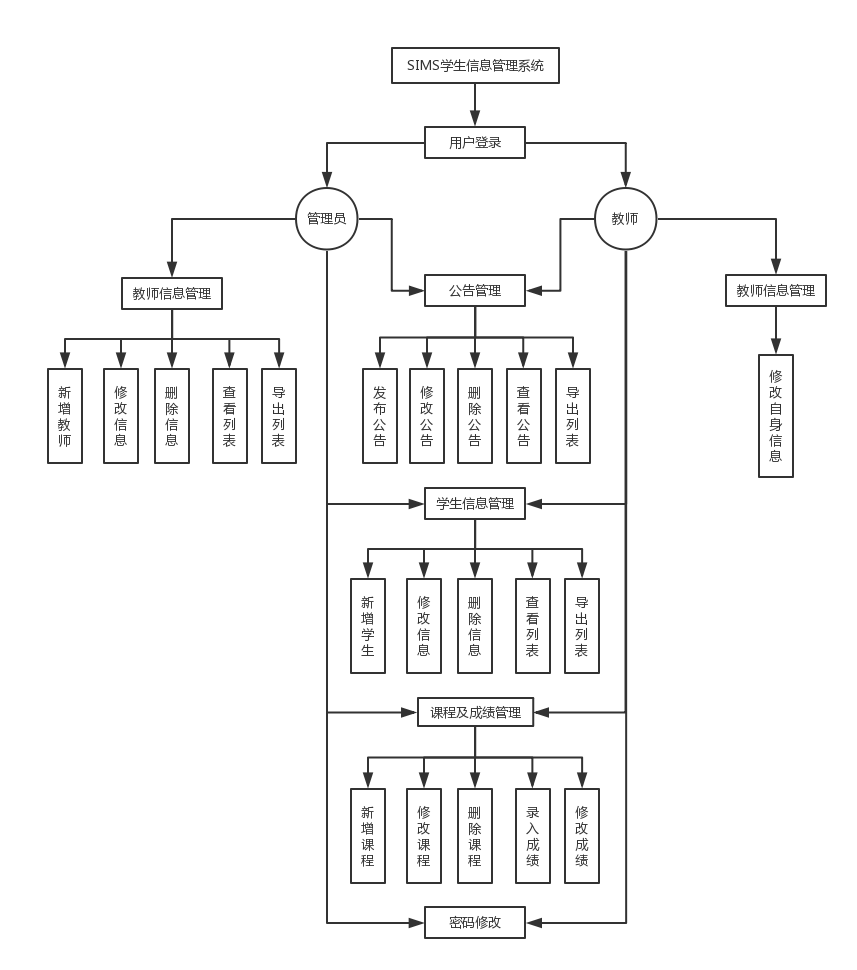 SIMS学生信息管理系统
用户登录
管理员
教师
教师信息管理
公告管理
教师信息管理
新增教师
修改信息
删除信息
查看列表
导出列表
发布公告
修改公告
删除公告
查看公告
导出列表
修改自身信息
学生信息管理
新增学生
修改信息
删除信息
查看列表
导出列表
课程及成绩管理
新增课程
修改课程
删除课程
录入成绩
修改成绩
密码修改